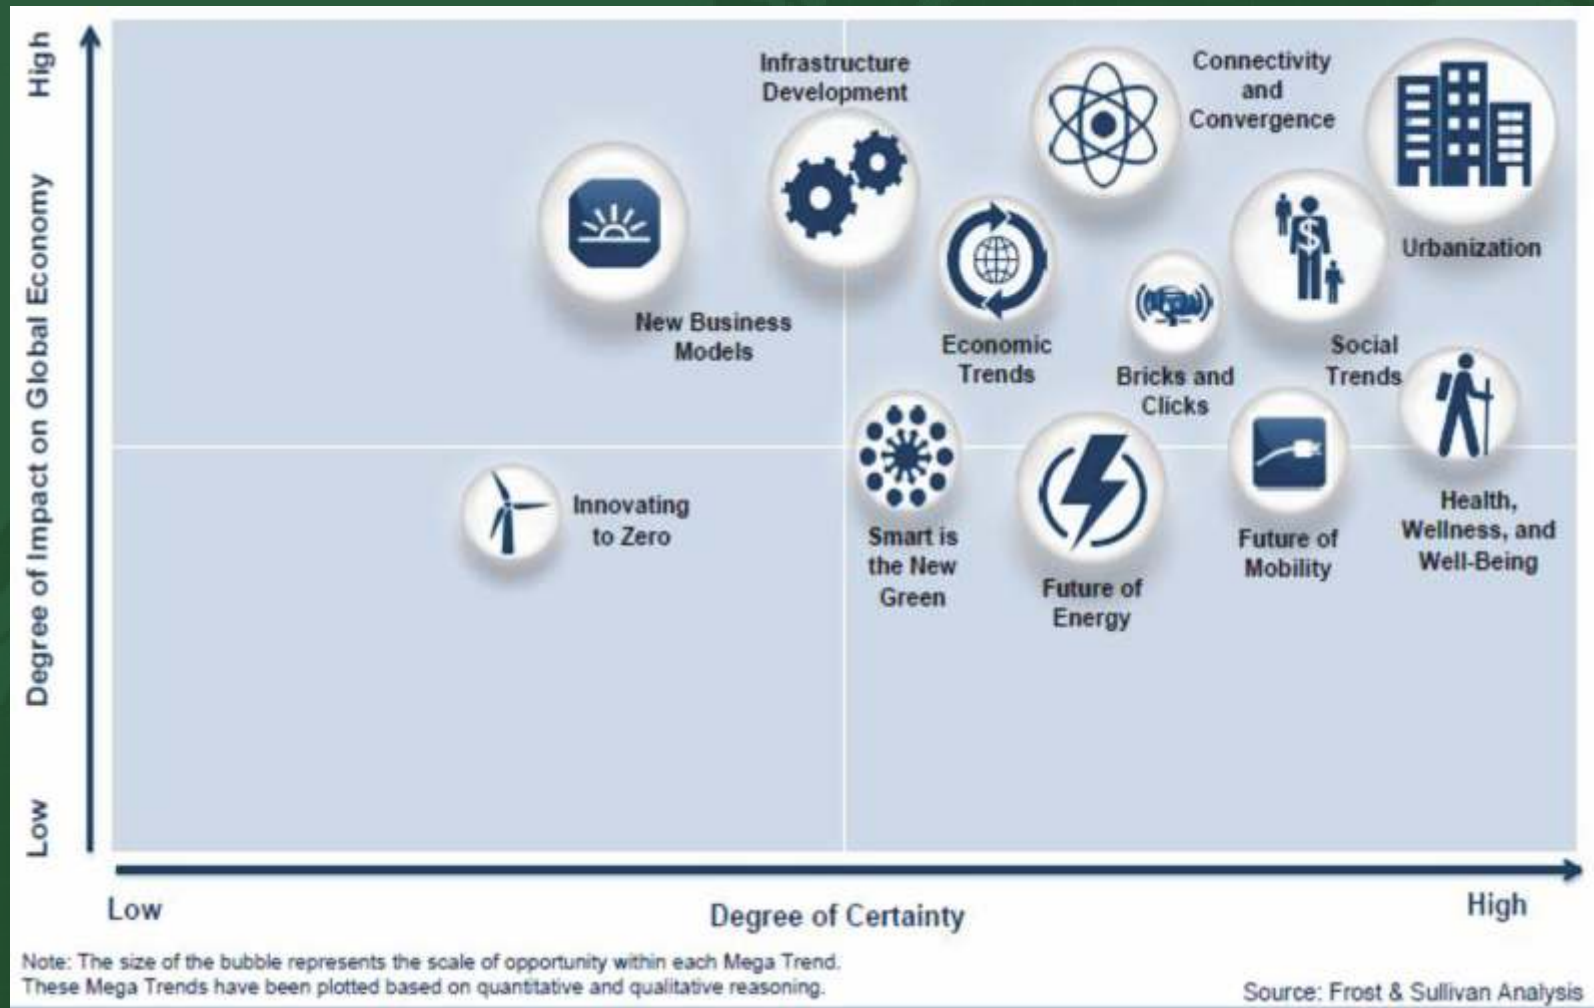 High
Degree of Impact on Global Economy
Low
Infrastructure
Development
Connectivity
and
Convergence
Urbanization
New Business
Models
Economic
Trends
Bricks and
Clicks
$
Social
Trends
Innovating
to Zero
Smart is
the New
Green
Future of
Energy
Future of
Mobility
Health,
Wellness, and
Well-Being
Low
Degree of Certainty
High
Note: The size of the bubble represents the scale of opportunity within each Mega Trend.
These Mega Trends have been plotted based on quantitative and qualitative reasoning.
Source: Frost & Sullivan Analysis